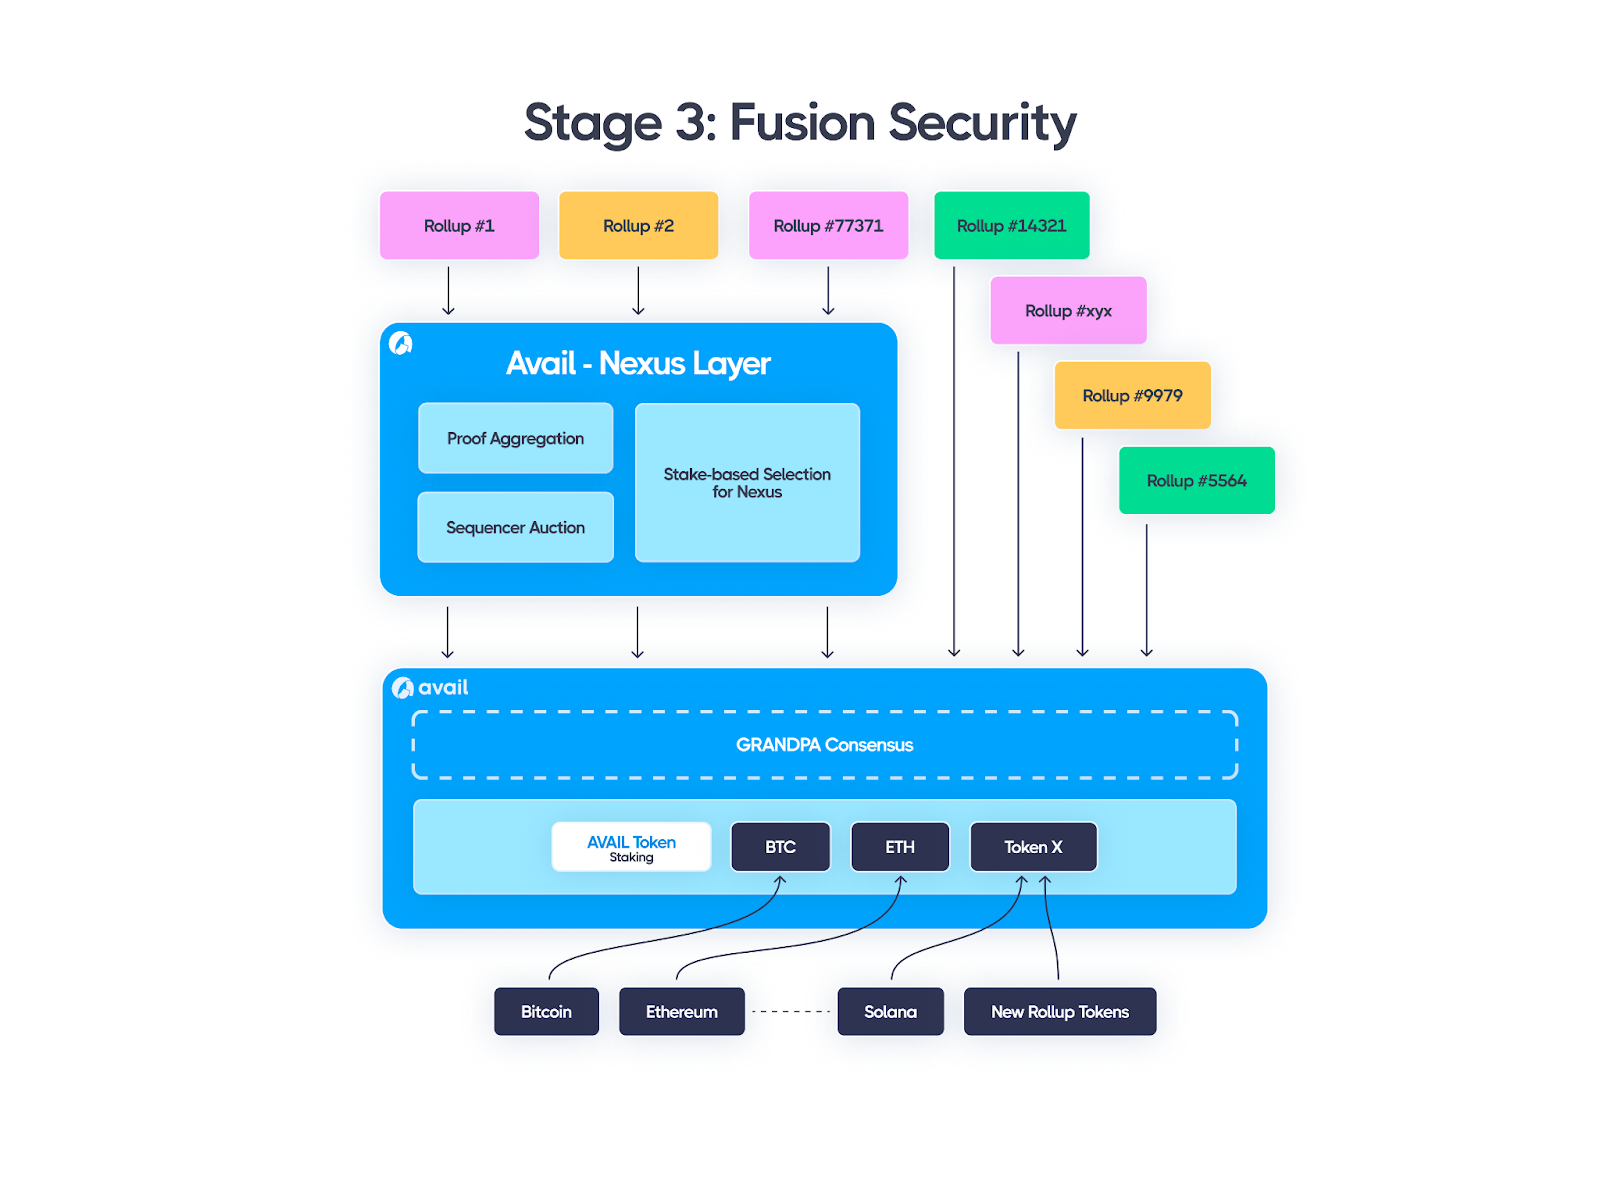 Stage 3: Fusion Security
Rollup #1
Rollup #2
Rollup #77371
Rollup #14321
Rollup #xyx
Rollup #9979
Rollup #5564
Avail - Nexus Layer
Proof Aggregation
Sequencer Auction
Stake-based Selection
for Nexus
avail
GRANDPA Consensus
AVAIL Token
Staking
BTC
ETH
Token X
Bitcoin
Ethereum
Solana
New Rollup Tokens